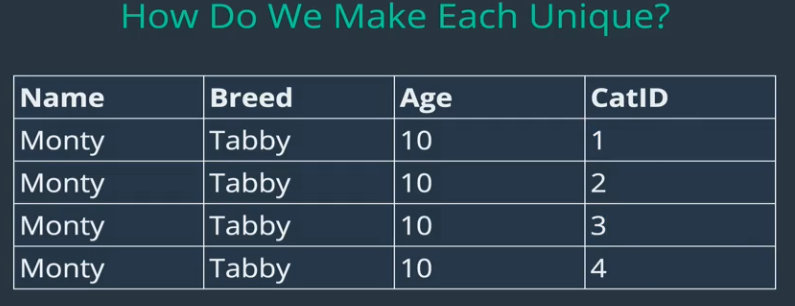 How Do We Make Each Unique?
Name Breed Age CatID
Monty Tabby 10 1
Monty Tabby 10 2
Monty Tabby 10 3
Monty Tabby 10 4